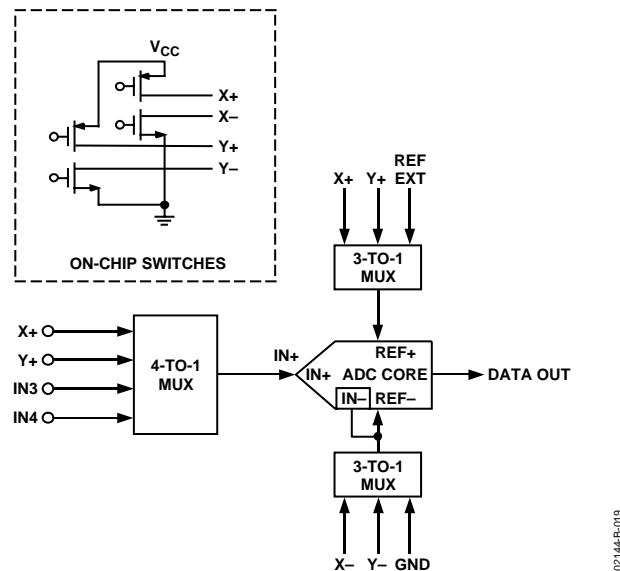 VCC
X+
X–
Y+
Y–
ON-CHIP SWITCHES
X+ Y+ REF EXT
3-TO-1
MUX
X+
Y+
IN3
IN4
4-TO-1
MUX
IN+
IN+
REF+
ADC CORE
IN– REF–
DATA OUT
3-TO-1
MUX
X– Y– GND
02144-B-019